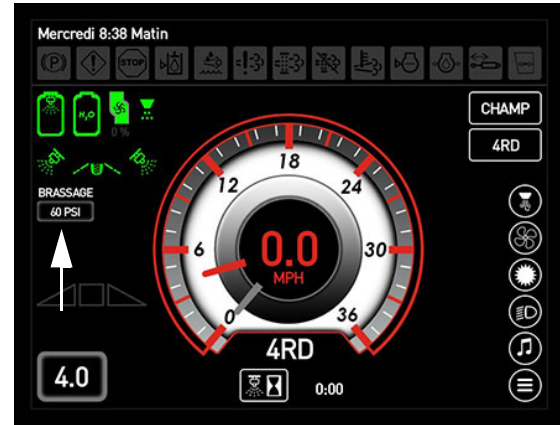 Mercredi 8:38 Matin
P
STOP
H₂O
0 %
CHAMP
4RD
BRASSAGE
60 PSI
18
12
24
6
30
0.0
MPH
0
36
4RD
4.0
0:00